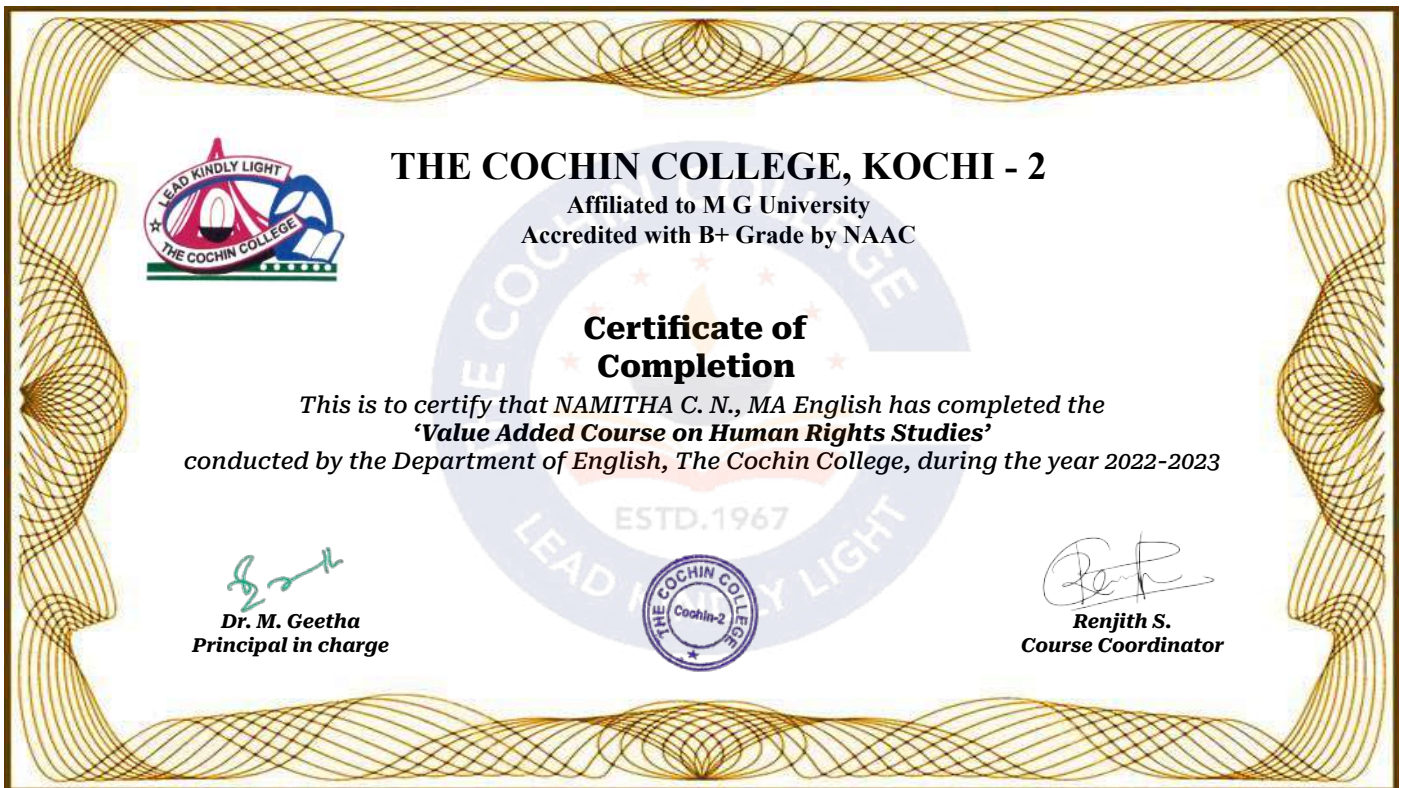 LEAD KINDLY LIGHT
THE COCHIN COLLEGE
THE COCHIN COLLEGE, KOCHI - 2
Affiliated to M G University
Accredited with B+ Grade by NAAC
THE COCHIN COLLEGE
Certificate of
Completion
This is to certify that NAMITHA C. N., MA English has completed the
‘Value Added Course on Human Rights Studies’
conducted by the Department of English, The Cochin College, during the year 2022-2023
ESTD.1967
LEAD KINDLY LIGHT
THE COCHIN COLLEGE
Cochin-2
Dr. M. Geetha
Principal in charge
Renjith S.
Course Coordinator